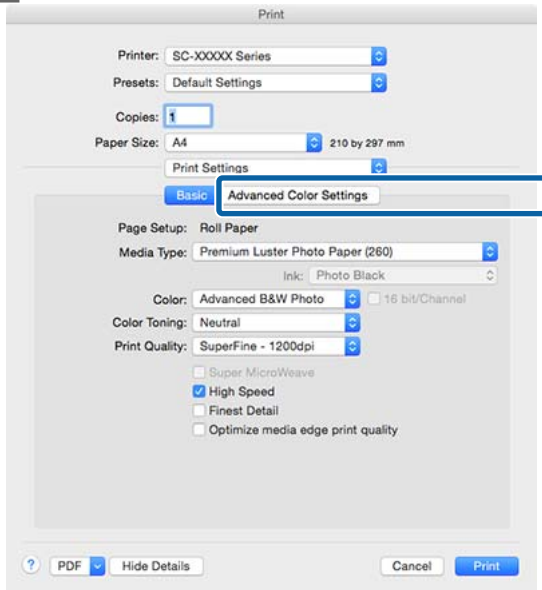 Print
Printer: SC-XXXXX Series
Presets: Default Settings
Copies: 1
Paper Size: A4 210 by 297 mm
Print Settings
Basic Advanced Color Settings
Page Setup: Roll Paper
Media Type: Premium Luster Photo Paper (260)
Ink: Photo Black
Color: Advanced B&W Photo 16 bit/Channel
Color Toning: Neutral
Print Quality: SuperFine - 1200dpi
Super MicroWeave
High Speed
Finest Detail
Optimize media edge print quality
? PDF Hide Details Cancel Print